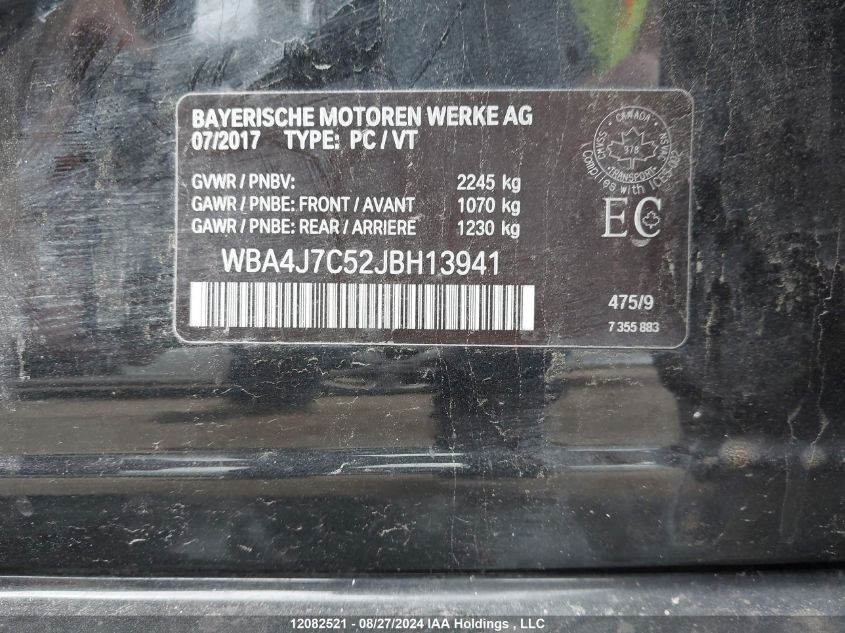 BAYERISCHE MOTOREN WERKE AG
07/2017 TYPE: PC / VT
GVWR / PNBV: 2245 kg
GAWR / PNBE: FRONT / AVANT 1070 kg
GAWR / PNBE: REAR / ARRIERE 1230 kg
WBA4J7C52JBH13941
CANADA
378
TRANSPORT
Complies with
EC
475/9
7 355 883
12082521 - 08/27/2024 IAA Holdings, LLC